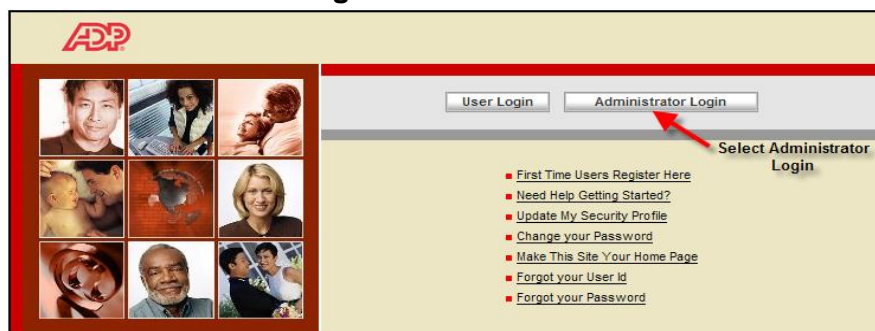 ADP
User Login
Administrator Login
Select Administrator
Login
First Time Users Register Here
Need Help Getting Started?
Update My Security Profile
Change your Password
Make This Site Your Home Page
Forgot your User Id
Forgot your Password